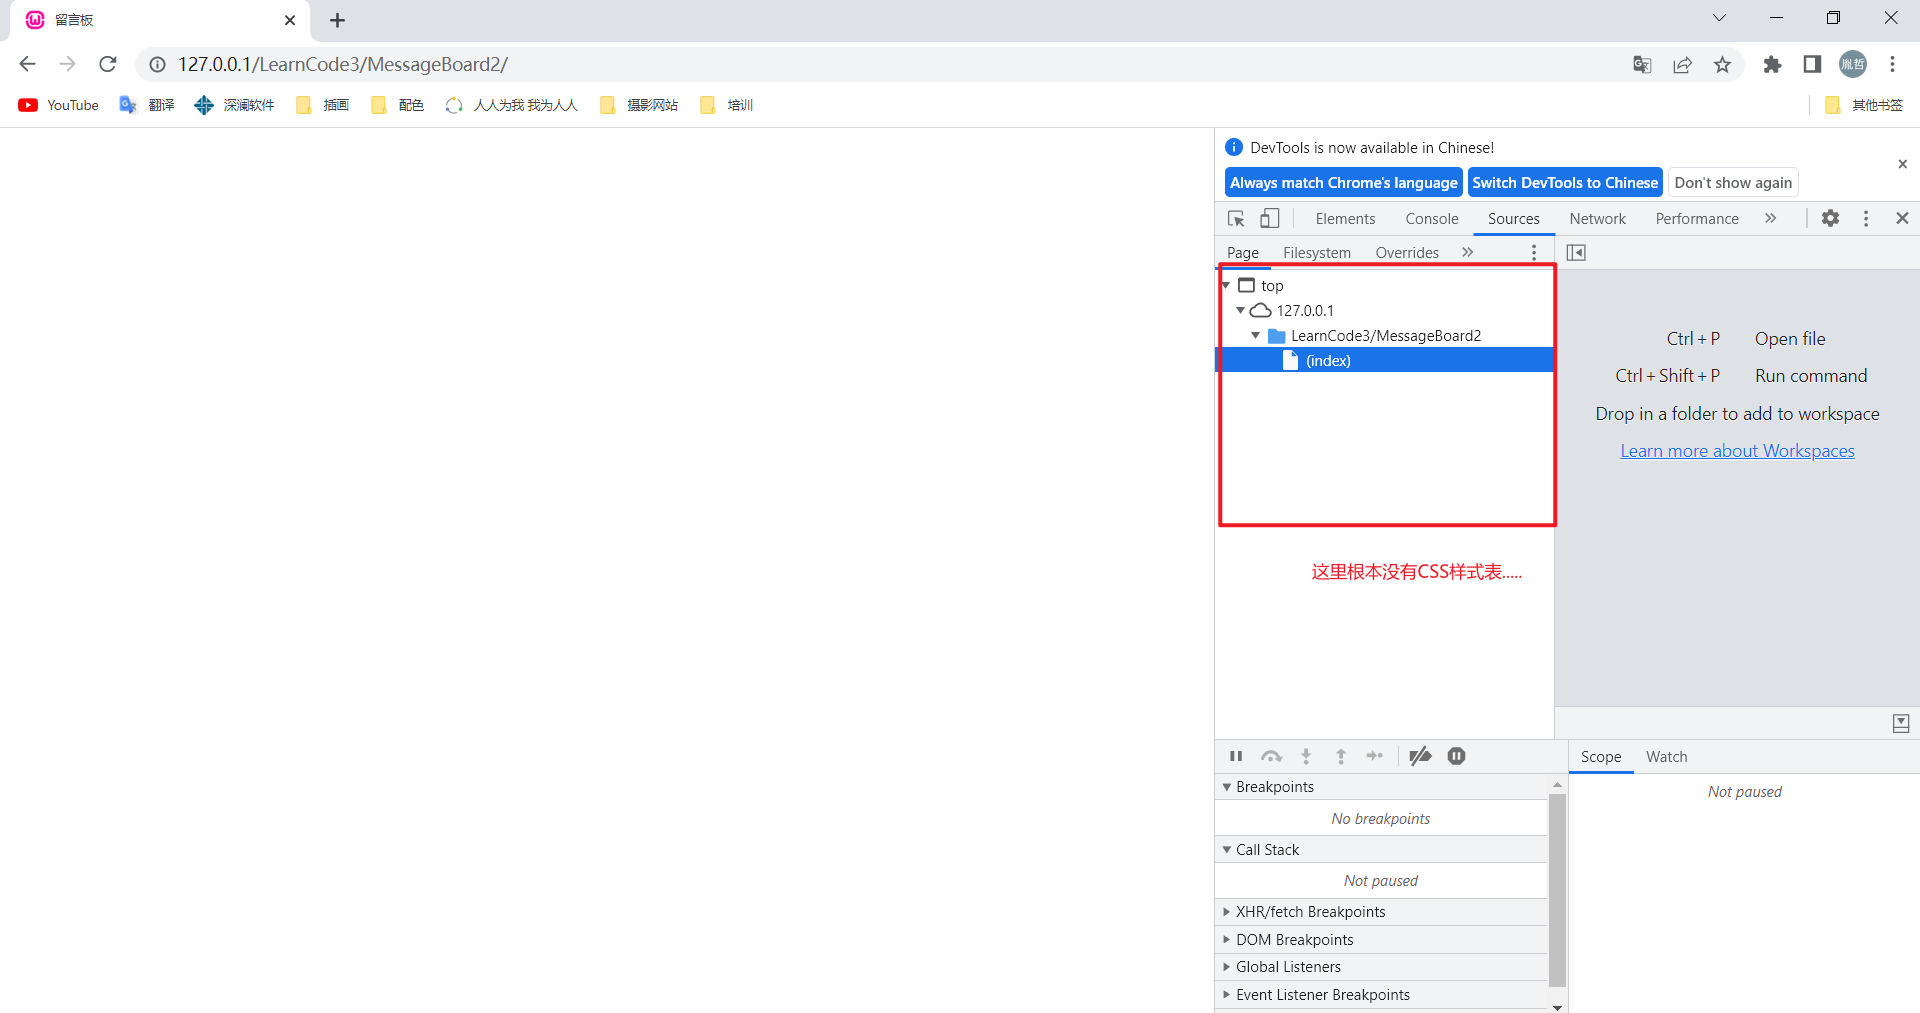 留言板
127.0.0.1/LearnCode3/MessageBoard2/
胤哲
YouTube 翻译 深澜软件 插画 配色 人人为我 我为人人 摄影网站 培训 其他书签
DevTools is now available in Chinese!
Always match Chrome's language Switch DevTools to Chinese Don't show again
Elements Console Sources Network Performance »
Page Filesystem Overrides »
top
127.0.0.1
LearnCode3/MessageBoard2
(index)
Ctrl + P Open file
Ctrl + Shift + P Run command
Drop in a folder to add to workspace
Learn more about Workspaces
这里根本没有CSS样式表.....
Scope Watch
Not paused
Breakpoints
No breakpoints
Call Stack
Not paused
XHR/fetch Breakpoints
DOM Breakpoints
Global Listeners
Event Listener Breakpoints